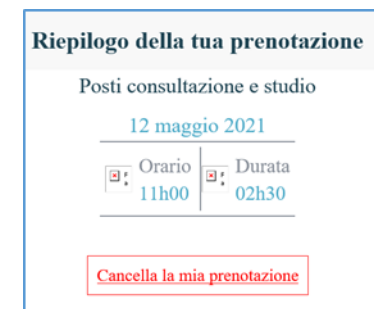 Riepilogo della tua prenotazione
Posti consultazione e studio
12 maggio 2021
Orario
11h00
Durata
02h30
Cancella la mia prenotazione